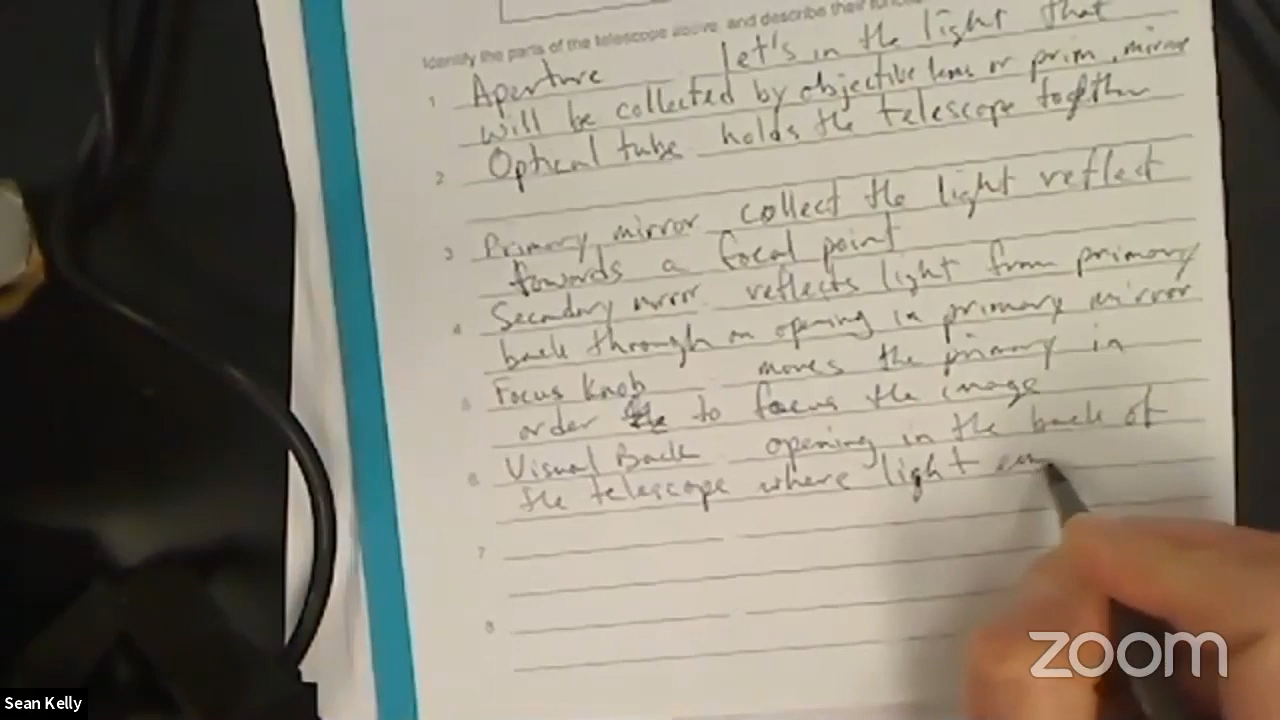 Identify the parts of the telescope above, and describe their
1 Aperture let's in the light that
will be collected by objective lens or prim. mirror
2 Optical tube holds the telescope together
3 Primary mirror collect the light reflect
towards a focal point
4 Secondary mirror reflects light from primary
back through an opening in primary mirror
5 Focus Knob moves the primary in
order to focus the image
6 Visual Back opening in the back of
the telescope where light
7
8
zoom
Sean Kelly